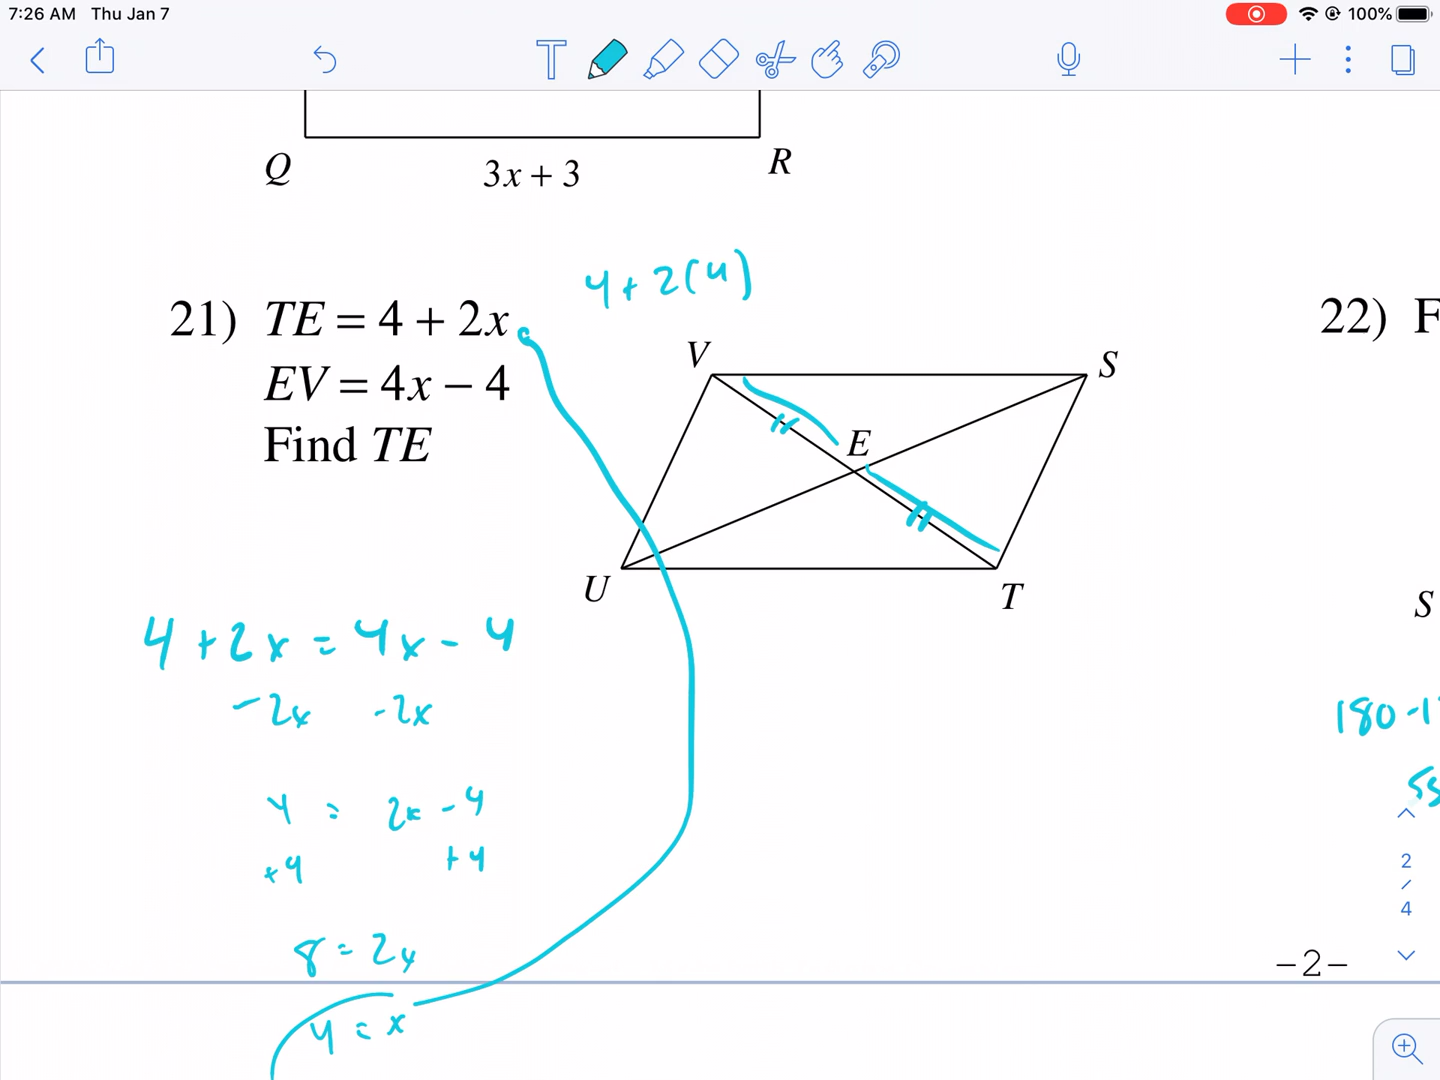 7:26 AM Thu Jan 7
100%
T
Q
3x + 3
R
4 + 2(4)
21) TE = 4 + 2x
EV = 4x − 4
Find TE
V
S
E
U
T
22) F
S
4 + 2x = 4x - 4
-2x -2x
4 = 2x - 4
+4 +4
8 = 2x
4 = x
180 - 1
55
2
/
4
-2-